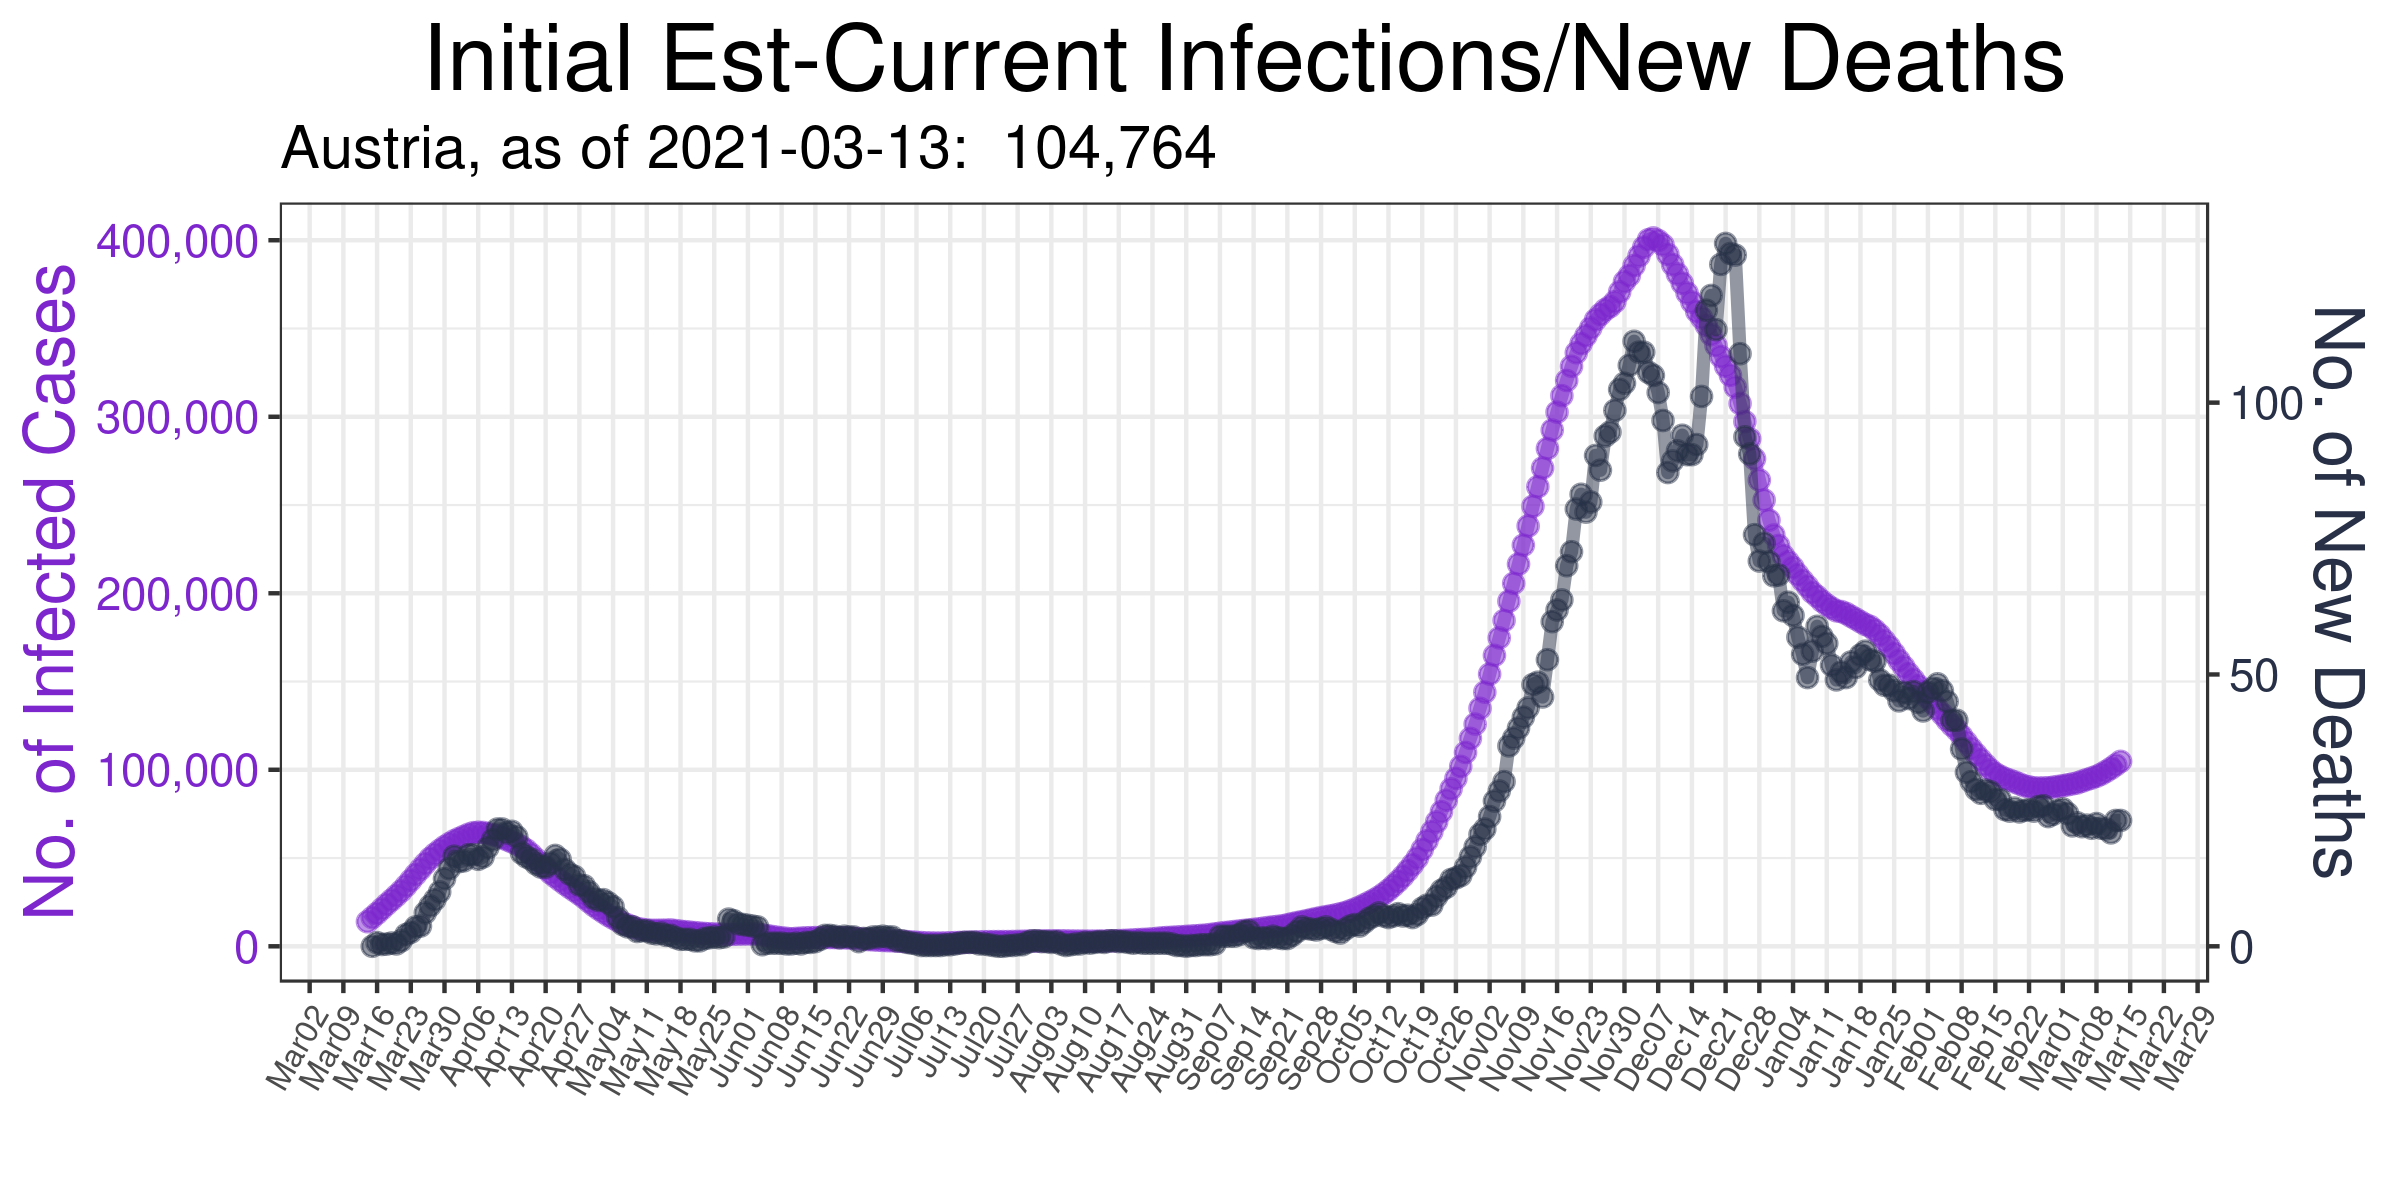 Initial Est-Current Infections/New Deaths
Austria, as of 2021-03-13:  104,764
No. of Infected Cases
400,000
300,000
200,000
100,000
0
100
50
0
No. of New Deaths
Mar02
Mar09
Mar16
Mar23
Mar30
Apr06
Apr13
Apr20
Apr27
May04
May11
May18
May25
Jun01
Jun08
Jun15
Jun22
Jun29
Jul06
Jul13
Jul20
Jul27
Aug03
Aug10
Aug17
Aug24
Aug31
Sep07
Sep14
Sep21
Sep28
Oct05
Oct12
Oct19
Oct26
Nov02
Nov09
Nov16
Nov23
Nov30
Dec07
Dec14
Dec21
Dec28
Jan04
Jan11
Jan18
Jan25
Feb01
Feb08
Feb15
Feb22
Mar01
Mar08
Mar15
Mar22
Mar29